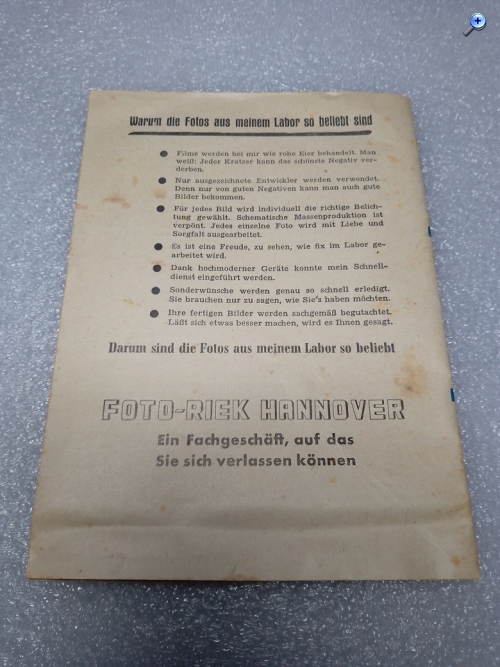 Warum die Fotos aus meinem Labor so beliebt sind
● Filme werden bei mir wie rohe Eier behandelt. Man
weiß: Jeder Kratzer kann das schönste Negativ ver-
derben.
● Nur ausgezeichnete Entwickler werden verwendet.
Denn nur von guten Negativen kann man auch gute
Bilder bekommen.
● Für jedes Bild wird individuell die richtige Belich-
tung gewählt. Schematische Massenproduktion ist
verpönt. Jedes einzelne Foto wird mit Liebe und
Sorgfalt ausgearbeitet.
● Es ist eine Freude, zu sehen, wie fix im Labor ge-
arbeitet wird.
● Dank hochmoderner Geräte konnte mein Schnell-
dienst eingeführt werden.
● Sonderwünsche werden genau so schnell erledigt.
Sie brauchen nur zu sagen, wie Sie's haben möchten.
● Ihre fertigen Bilder werden sachgemäß begutachtet.
Läßt sich etwas besser machen, wird es Ihnen gesagt.
Darum sind die Fotos aus meinem Labor so beliebt
FOTO-RIEK HANNOVER
Ein Fachgeschäft, auf das
Sie sich verlassen können